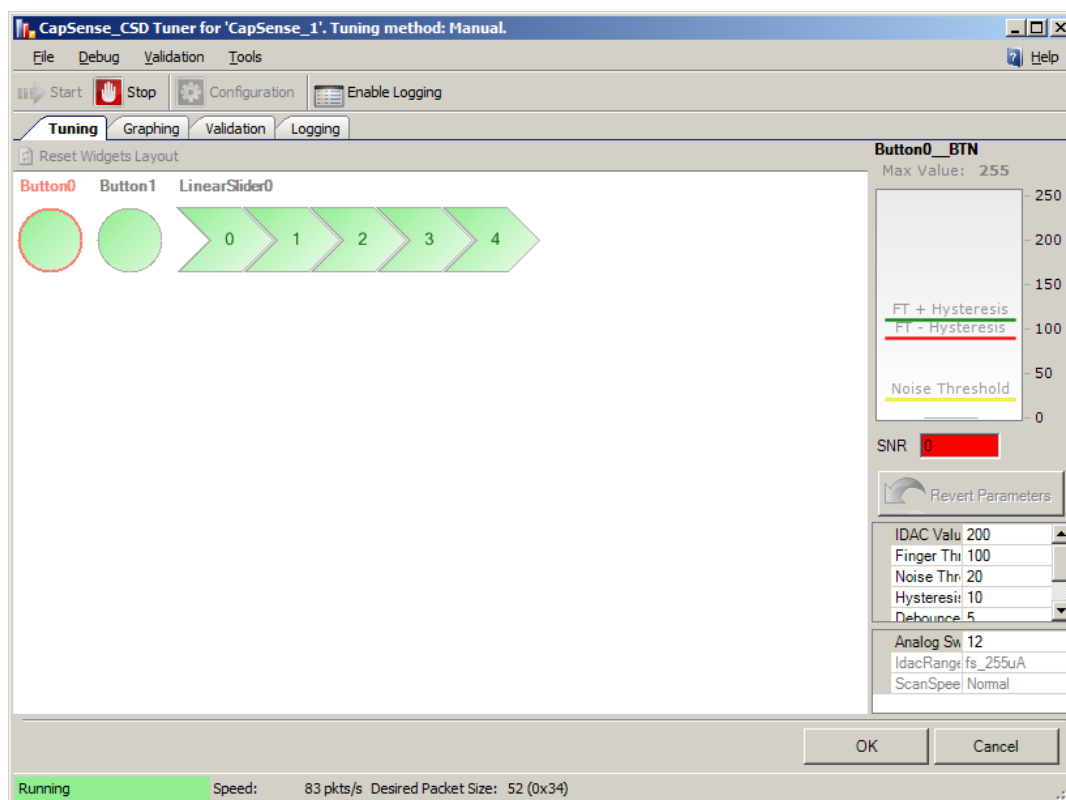 CapSense_CSD Tuner for 'CapSense_1'. Tuning method: Manual.
File Debug Validation Tools Help
Start Stop Configuration Enable Logging
Tuning Graphing Validation Logging
Reset Widgets Layout
Button0__BTN
Max Value: 255
Button0 Button1 LinearSlider0
0 1 2 3 4
250
200
150
FT + Hysteresis
FT - Hysteresis
100
50
Noise Threshold
0
SNR 0
Revert Parameters
IDAC Valu 200
Finger Thr 100
Noise Thr 20
Hysteresis 10
Debounce 5
Analog Sw 12
IdacRange fs_255uA
ScanSpee Normal
OK Cancel
Running Speed: 83 pkts/s Desired Packet Size: 52 (0x34)